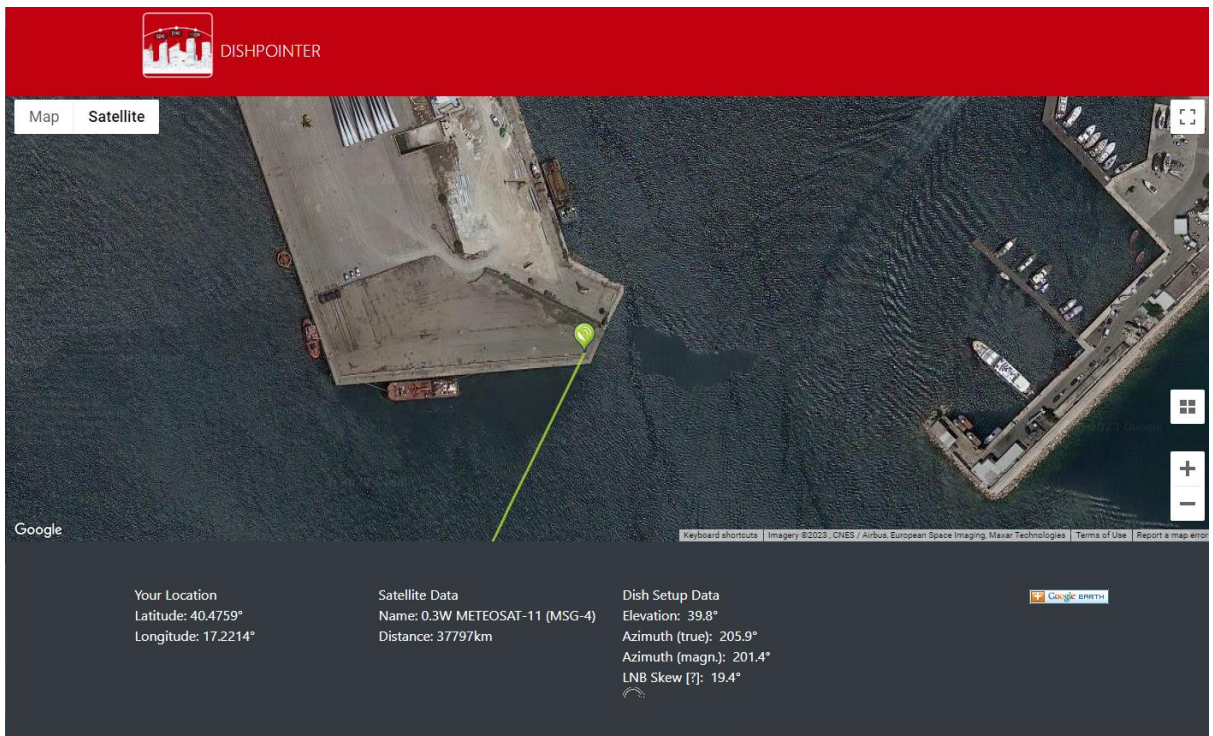 DISHPOINTER
Map Satellite
Google
Keyboard shortcuts Imagery ©2023 , CNES / Airbus, European Space Imaging, Maxar Technologies Terms of Use Report a map error
Your Location
Latitude: 40.4759°
Longitude: 17.2214°
Satellite Data
Name: 0.3W METEOSAT-11 (MSG-4)
Distance: 37797km
Dish Setup Data
Elevation: 39.8°
Azimuth (true): 205.9°
Azimuth (magn.): 201.4°
LNB Skew [?]: 19.4°
Google EARTH